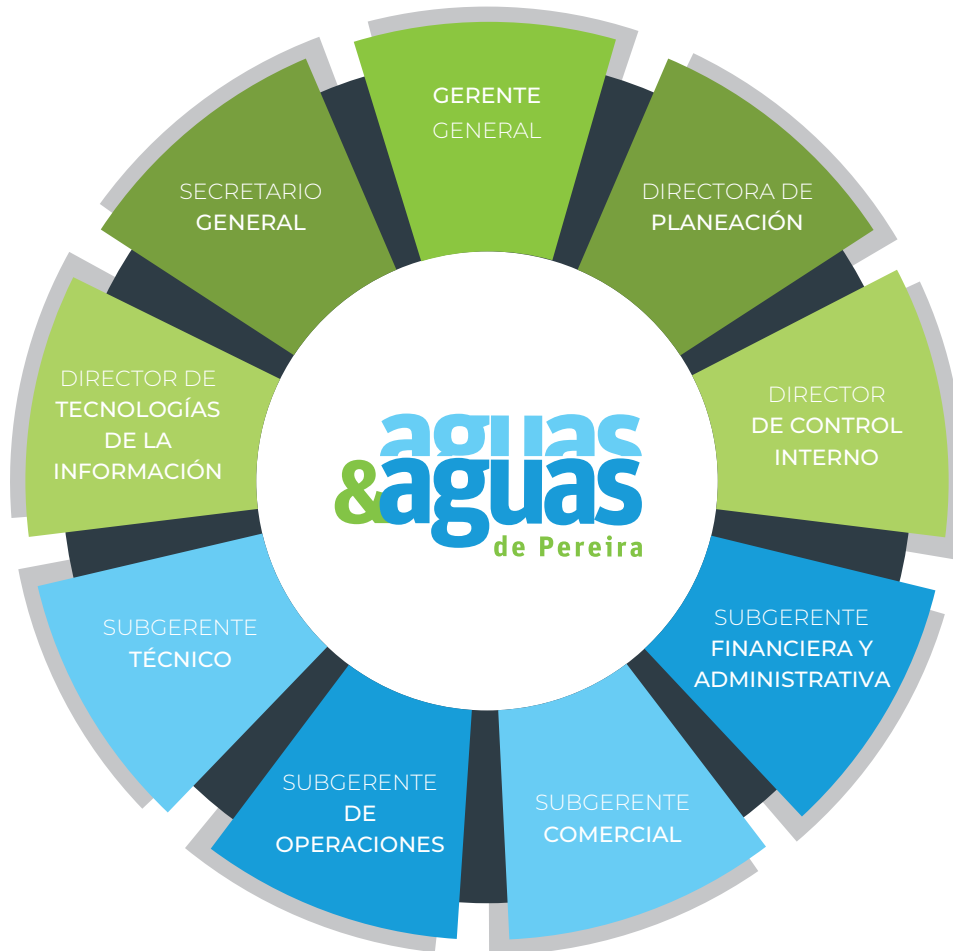 GERENTE
GENERAL
DIRECTORA DE
PLANEACIÓN
DIRECTOR
DE CONTROL
INTERNO
SUBGERENTE
FINANCIERA Y
ADMINISTRATIVA
SUBGERENTE
COMERCIAL
SUBGERENTE
DE
OPERACIONES
SUBGERENTE
TÉCNICO
DIRECTOR DE
TECNOLOGÍAS
DE LA
INFORMACIÓN
SECRETARIO
GENERAL
aguas
&aguas
de Pereira